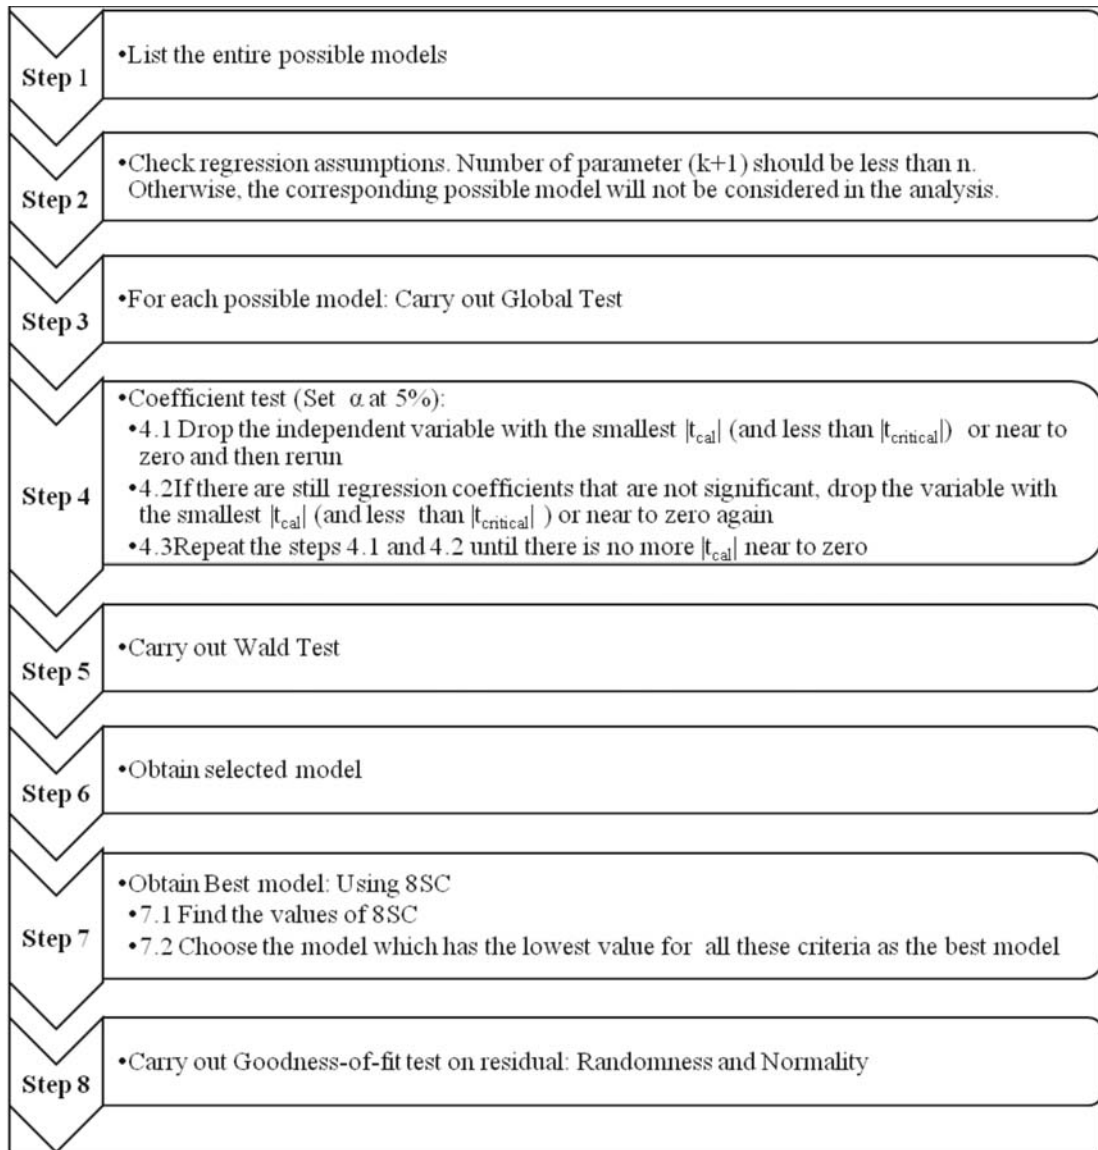 Step 1
•List the entire possible models
Step 2
•Check regression assumptions. Number of parameter (k+1) should be less than n.
Otherwise, the corresponding possible model will not be considered in the analysis.
Step 3
•For each possible model: Carry out Global Test
Step 4
•Coefficient test (Set α at 5%):
•4.1 Drop the independent variable with the smallest |tcal| (and less than |tcritical|) or near to
zero and then rerun
•4.2If there are still regression coefficients that are not significant, drop the variable with
the smallest |tcal| (and less than |tcritical| ) or near to zero again
•4.3Repeat the steps 4.1 and 4.2 until there is no more |tcal| near to zero
Step 5
•Carry out Wald Test
Step 6
•Obtain selected model
Step 7
•Obtain Best model: Using 8SC
•7.1 Find the values of 8SC
•7.2 Choose the model which has the lowest value for all these criteria as the best model
Step 8
•Carry out Goodness-of-fit test on residual: Randomness and Normality